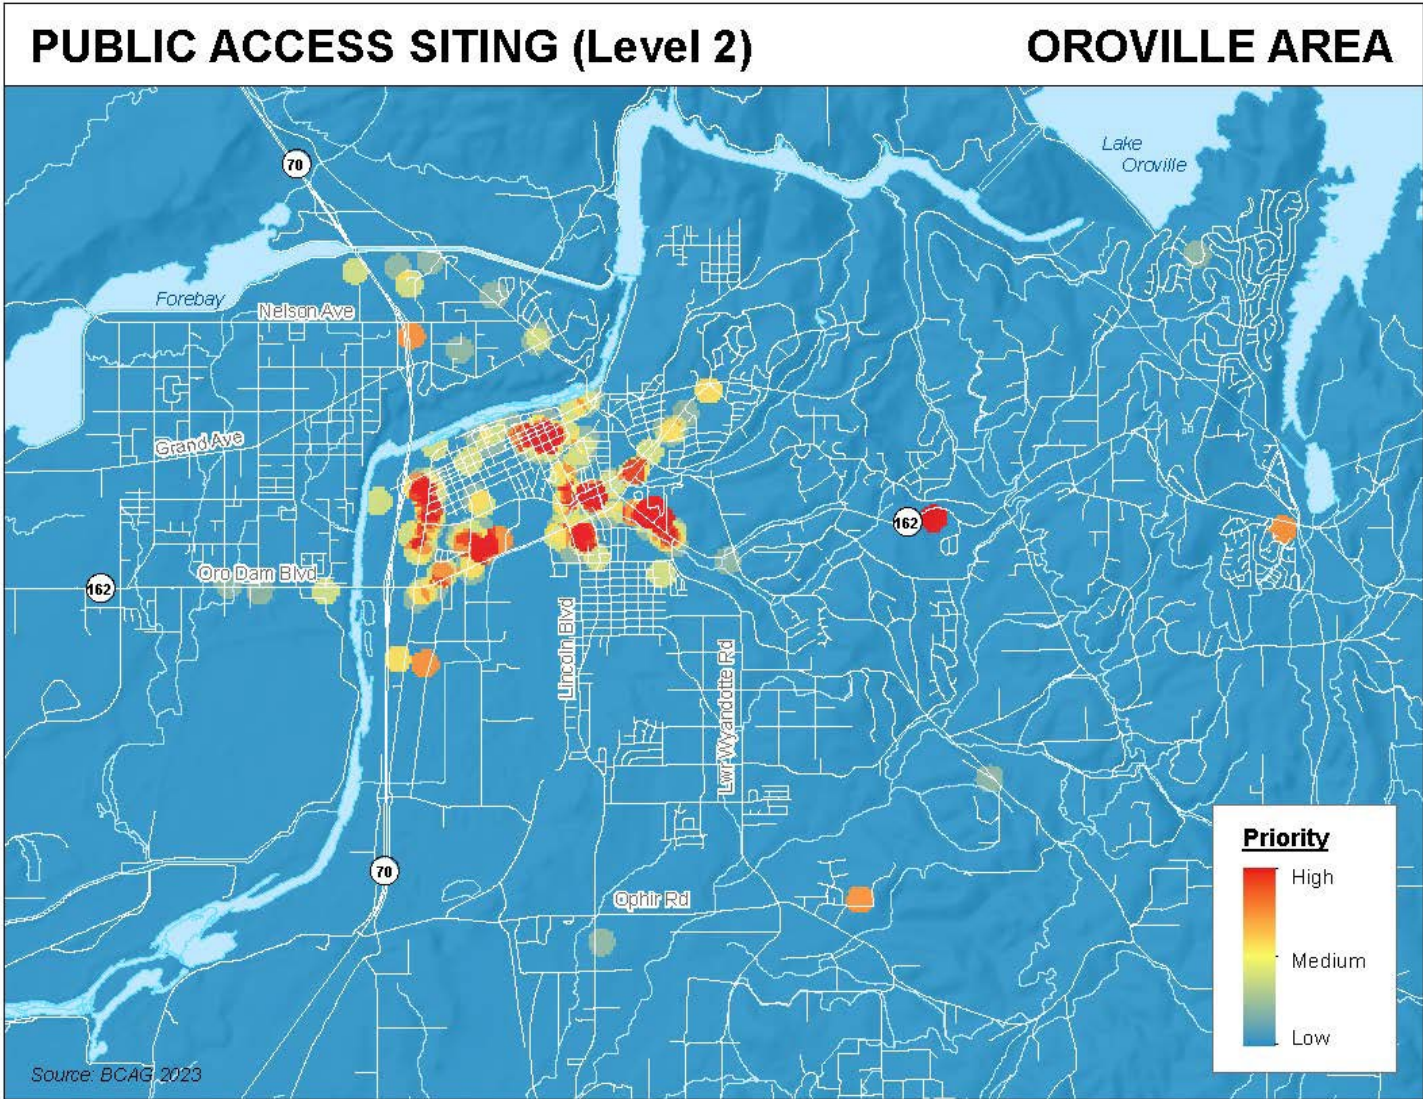 PUBLIC ACCESS SITING (Level 2)
OROVILLE AREA
70
Lake
Oroville
Forebay
Nelson Ave
Grand Ave
162
Oro Dam Blvd
162
Lincoln Blvd
Lwr Wyandotte Rd
70
Ophir Rd
Priority
High
Medium
Low
Source: BCAG 2023